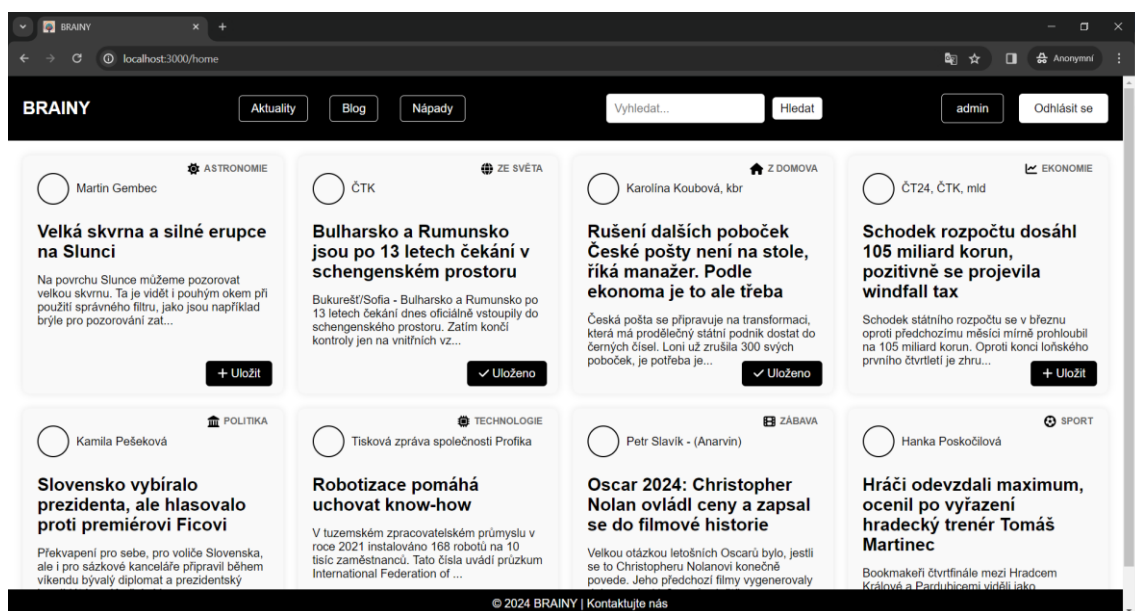 BRAINY
localhost:3000/home
Anonymní
BRAINY
Aktuality
Blog
Nápady
Vyhledat...
Hledat
admin
Odhlásit se
ASTRONOMIE
Martin Gembec
Velká skvrna a silné erupce
na Slunci
Na povrchu Slunce můžeme pozorovat
velkou skvrnu. Ta je vidět i pouhým okem při
použití správného filtru, jako jsou například
brýle pro pozorování zat...
+ Uložit
ZE SVĚTA
ČTK
Bulharsko a Rumunsko
jsou po 13 letech čekání v
schengenském prostoru
Bukurešť/Sofia - Bulharsko a Rumunsko po
13 letech čekání dnes oficiálně vstoupily do
schengenského prostoru. Zatím končí
kontroly jen na vnitřních vz...
Uloženo
Z DOMOVA
Karolína Koubová, kbr
Rušení dalších poboček
České pošty není na stole,
říká manažer. Podle
ekonoma je to ale třeba
Česká pošta se připravuje na transformaci,
která má prodělečný státní podnik dostat do
černých čísel. Loni už zrušila 300 svých
poboček, je potřeba je...
Uloženo
EKONOMIE
ČT24, ČTK, mld
Schodek rozpočtu dosáhl
105 miliard korun,
pozitivně se projevila
windfall tax
Schodek státního rozpočtu se v březnu
oproti předchozímu měsíci mírně prohloubil
na 105 miliard korun. Oproti konci loňského
prvního čtvrtletí je zhru...
+ Uložit
POLITIKA
Kamila Pešeková
Slovensko vybíralo
prezidenta, ale hlasovalo
proti premiérovi Ficovi
Překvapení pro sebe, pro voliče Slovenska,
ale i pro sázkové kanceláře připravil během
víkendu bývalý diplomat a prezidentský
TECHNOLOGIE
Tisková zpráva společnosti Profika
Robotizace pomáhá
uchovat know-how
V tuzemském zpracovatelském průmyslu v
roce 2021 instalováno 168 robotů na 10
tisíc zaměstnanců. Tato čísla uvádí průzkum
International Federation of ...
ZÁBAVA
Petr Slavík - (Anarvin)
Oscar 2024: Christopher
Nolan ovládl ceny a zapsal
se do filmové historie
Velkou otázkou letošních Oscarů bylo, jestli
se to Christopheru Nolanovi konečně
povede. Jeho předchozí filmy vygenerovaly
SPORT
Hanka Poskočilová
Hráči odevzdali maximum,
ocenil po vyřazení
hradecký trenér Tomáš
Martinec
Bookmakeři čtvrtfinále mezi Hradcem
Králové a Pardubicemi viděli jako
© 2024 BRAINY | Kontaktujte nás